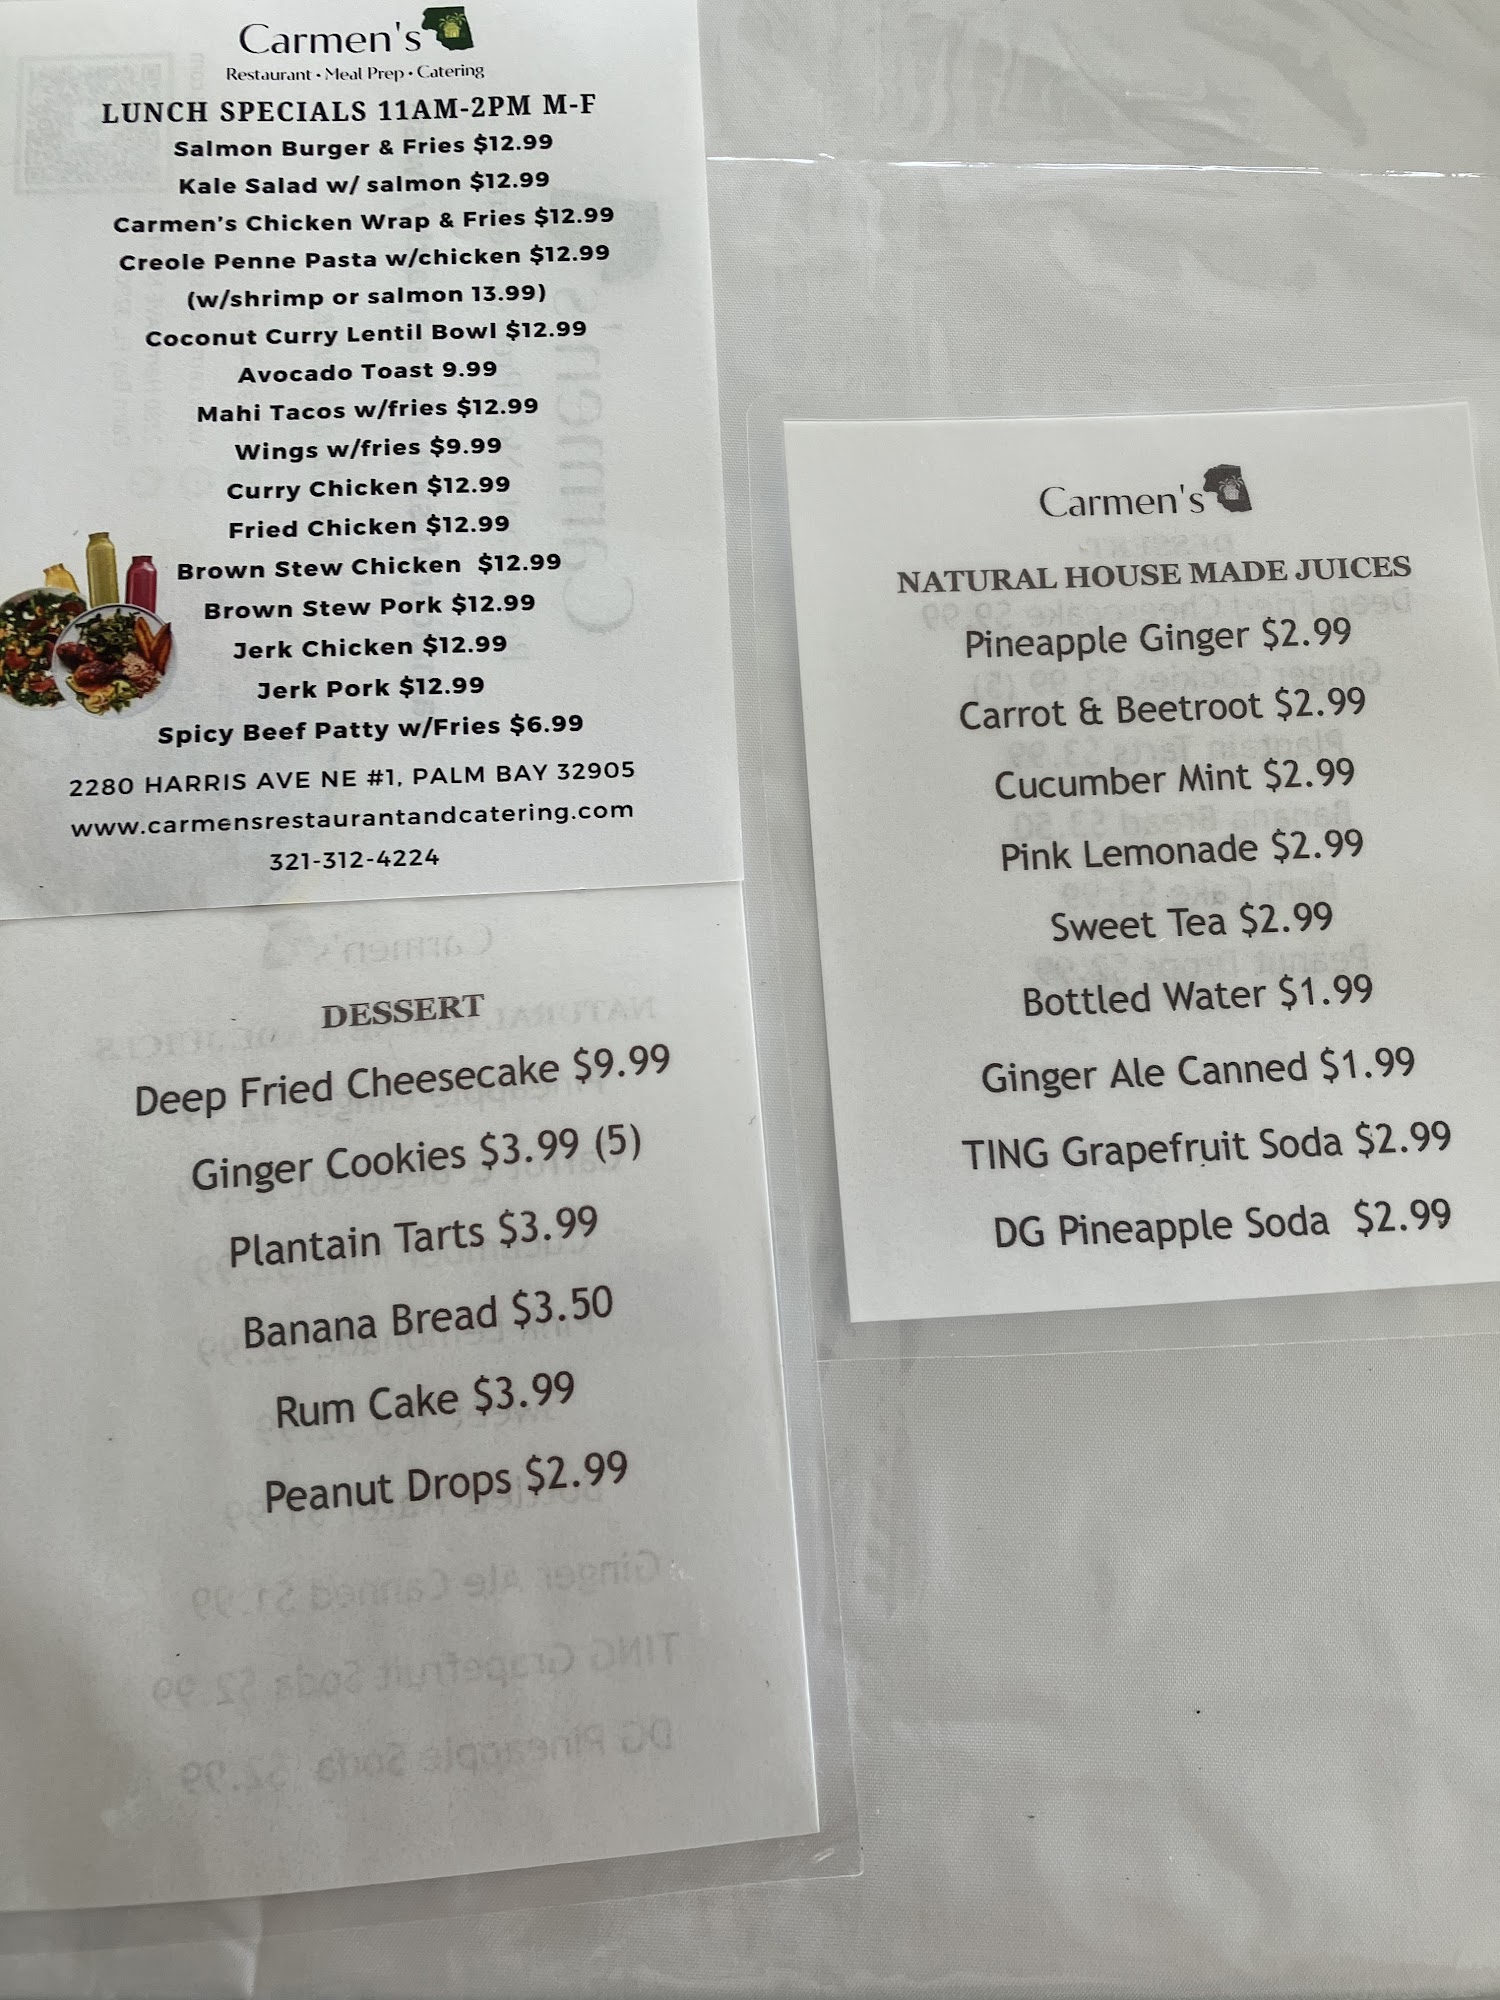 Carmen's
Restaurant • Meal Prep • Catering
LUNCH SPECIALS 11AM-2PM M-F
Salmon Burger & Fries $12.99
Kale Salad w/ salmon $12.99
Carmen's Chicken Wrap & Fries $12.99
Creole Penne Pasta w/chicken $12.99
(w/shrimp or salmon 13.99)
Coconut Curry Lentil Bowl $12.99
Avocado Toast 9.99
Mahi Tacos w/fries $12.99
Wings w/fries $9.99
Curry Chicken $12.99
Fried Chicken $12.99
Brown Stew Chicken $12.99
Brown Stew Pork $12.99
Jerk Chicken $12.99
Jerk Pork $12.99
Spicy Beef Patty w/Fries $6.99
2280 HARRIS AVE NE #1, PALM BAY 32905
www.carmensrestaurantandcatering.com
321-312-4224
DESSERT
Deep Fried Cheesecake $9.99
Ginger Cookies $3.99 (5)
Plantain Tarts $3.99
Banana Bread $3.50
Rum Cake $3.99
Peanut Drops $2.99
Carmen's
NATURAL HOUSE MADE JUICES
Pineapple Ginger $2.99
Carrot & Beetroot $2.99
Cucumber Mint $2.99
Pink Lemonade $2.99
Sweet Tea $2.99
Bottled Water $1.99
Ginger Ale Canned $1.99
TING Grapefruit Soda $2.99
DG Pineapple Soda $2.99